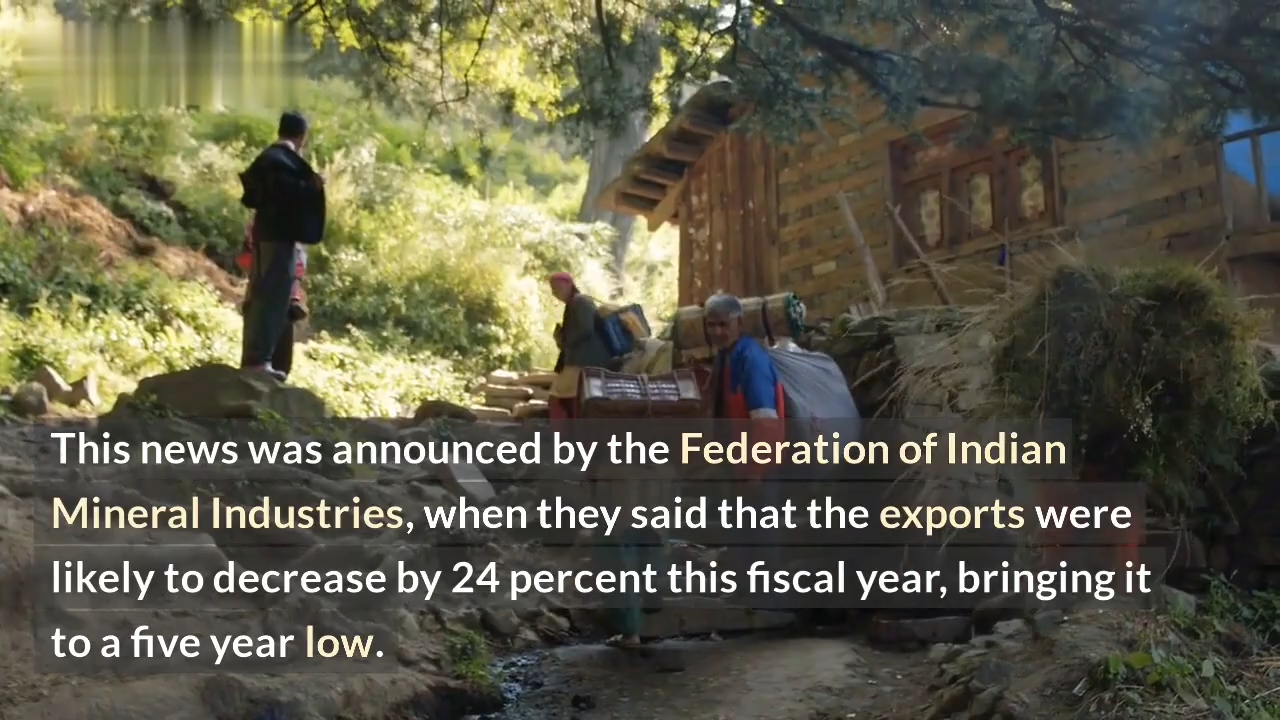 This news was announced by the Federation of Indian
Mineral Industries, when they said that the exports were
likely to decrease by 24 percent this fiscal year, bringing it
to a five year low.